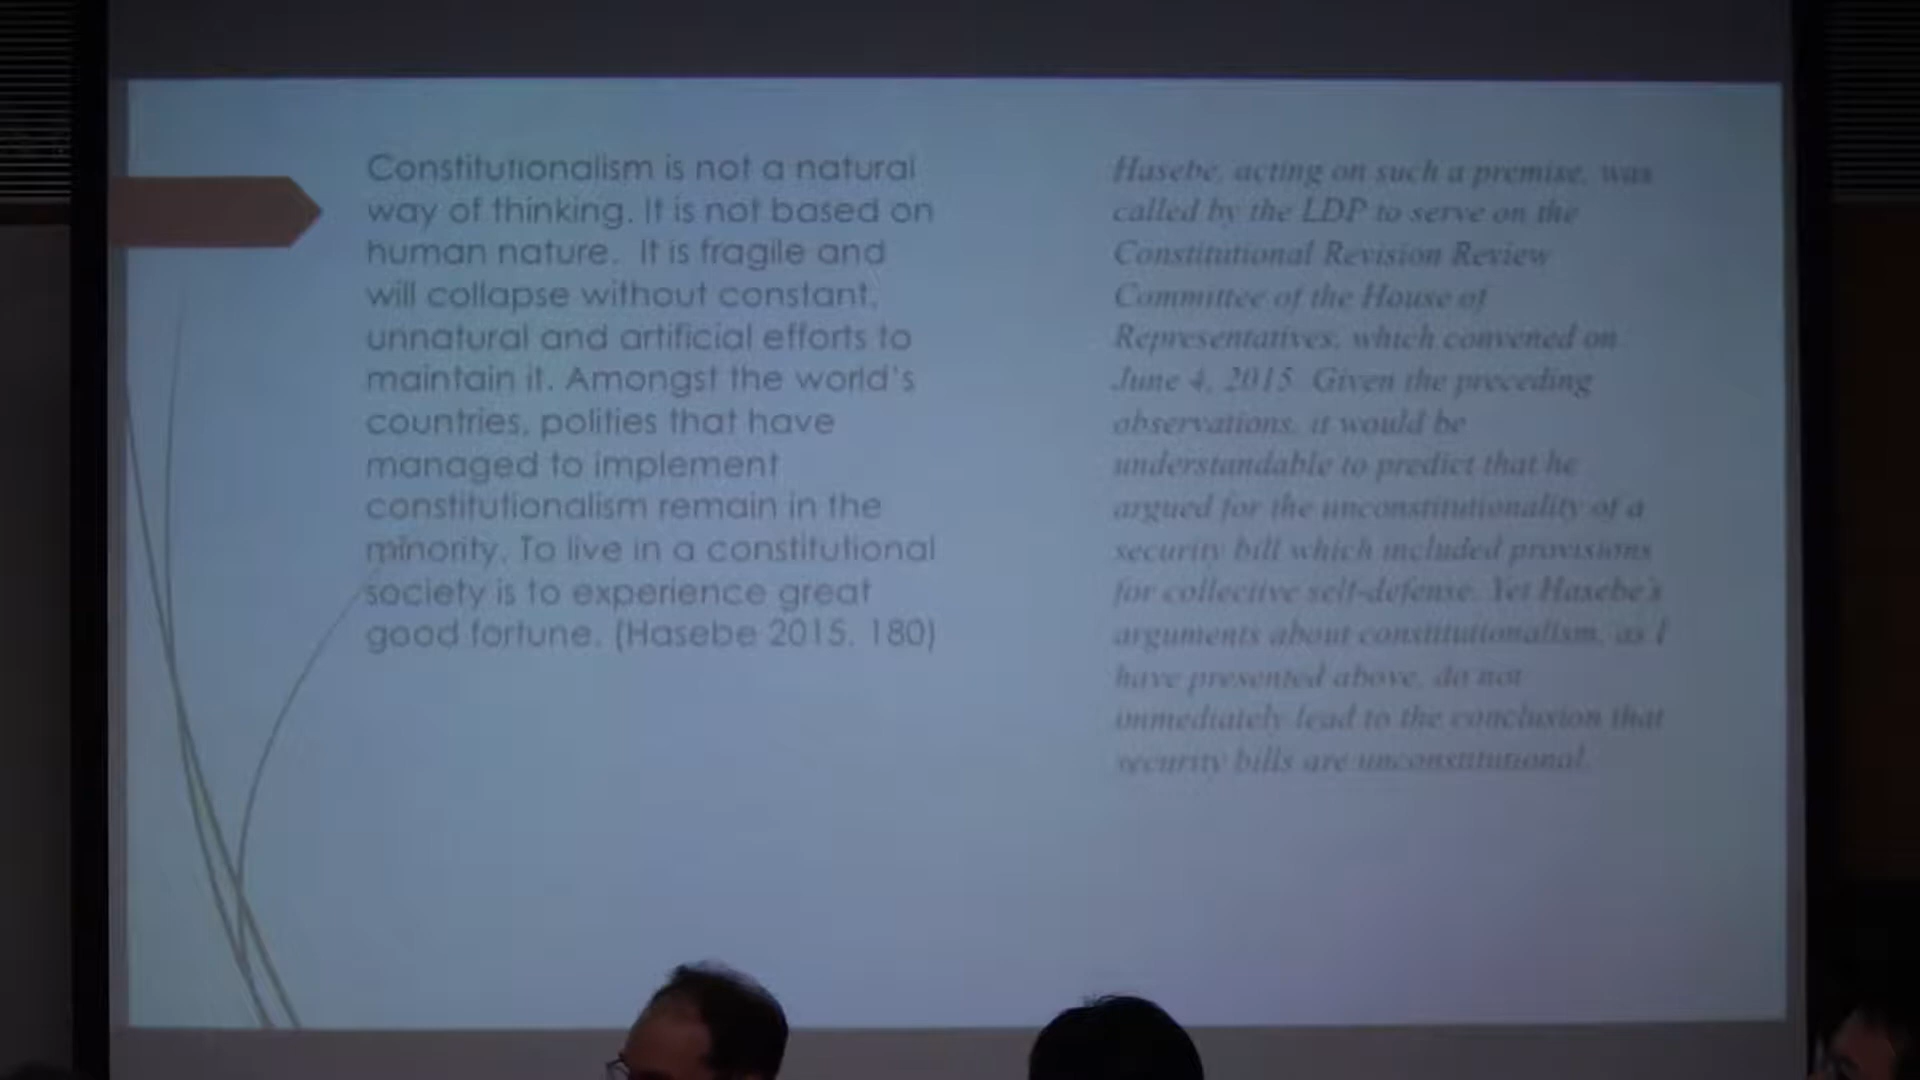 Constitutionalism is not a natural
way of thinking. It is not based on
human nature. It is fragile and
will collapse without constant,
unnatural and artificial efforts to
maintain it. Amongst the world's
countries, polities that have
managed to implement
constitutionalism remain in the
minority. To live in a constitutional
society is to experience great
good fortune. (Hasebe 2015, 180)
Hasebe, acting on such a premise, was
called by the LDP to serve on the
Constitutional Revision Review
Committee of the House of
Representatives, which convened on
June 4, 2015. Given the preceding
observations, it would be
understandable to predict that he
argued for the unconstitutionality of a
security bill which included provisions
for collective self-defense. Yet Hasebe's
arguments about constitutionalism, as I
have presented above, do not
immediately lead to the conclusion that
security bills are unconstitutional.